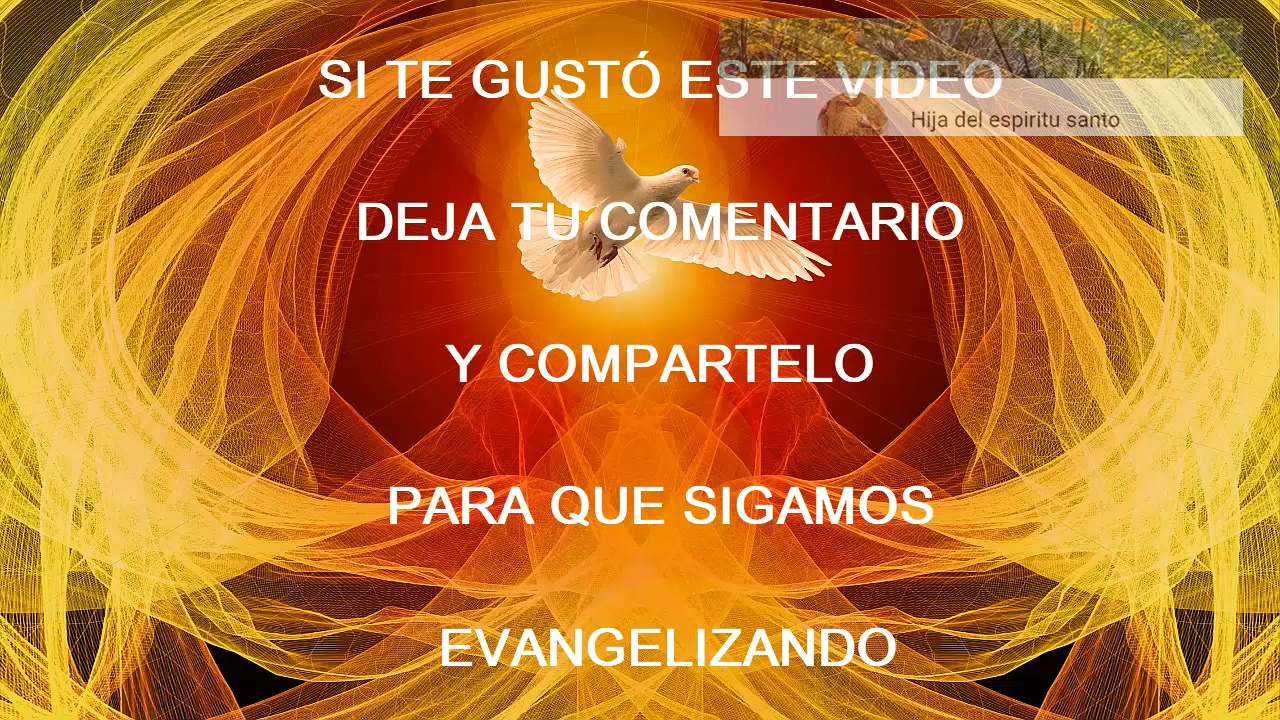 SI TE GUSTÓ ESTE VIDEO
Hija del espiritu santo
DEJA TU COMENTARIO
Y COMPARTELO
PARA QUE SIGAMOS
EVANGELIZANDO